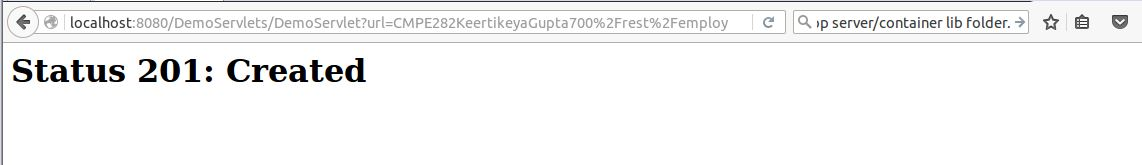 localhost:8080/DemoServlets/DemoServlet?url=CMPE282KeertikeyaGupta700%2Frest%2Femploy
p server/container lib folder.
Status 201: Created